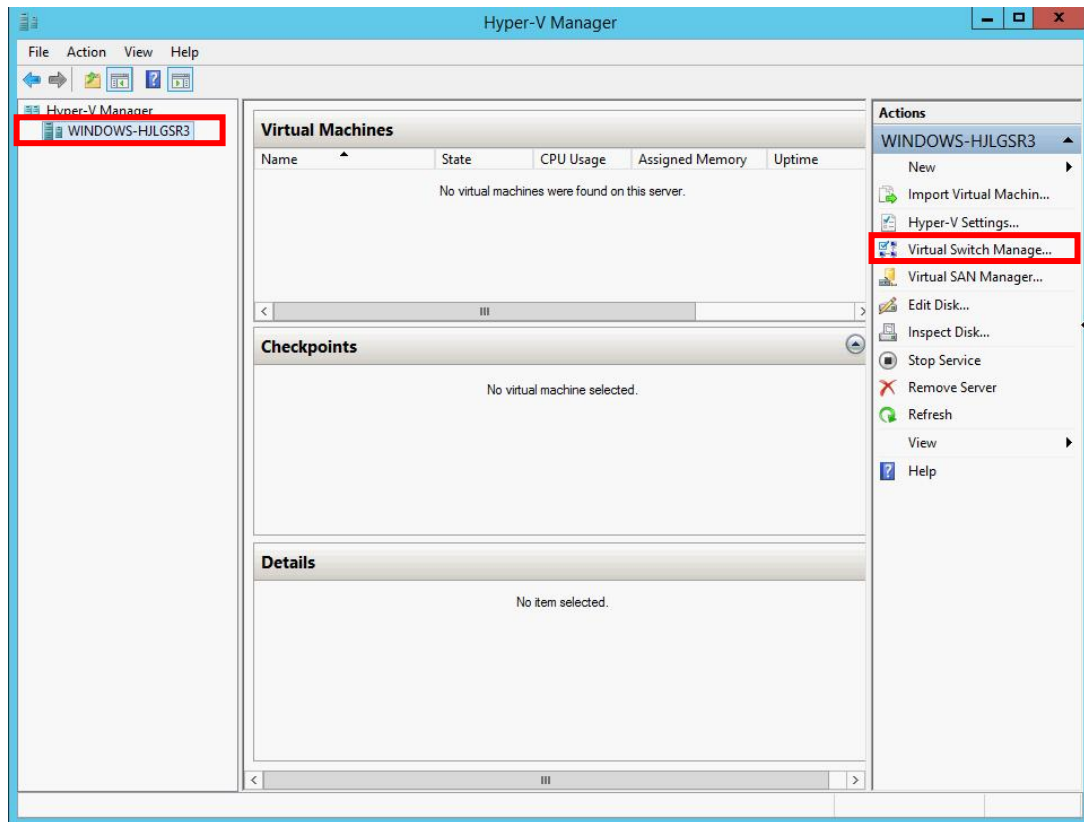 Hyper-V Manager
File Action View Help
Hyper-V Manager
WINDOWS-HJLGSR3
Virtual Machines
Name State CPU Usage Assigned Memory Uptime
No virtual machines were found on this server.
Checkpoints
No virtual machine selected.
Details
No item selected.
Actions
WINDOWS-HJLGSR3
New
Import Virtual Machin...
Hyper-V Settings...
Virtual Switch Manage...
Virtual SAN Manager...
Edit Disk...
Inspect Disk...
Stop Service
Remove Server
Refresh
View
Help